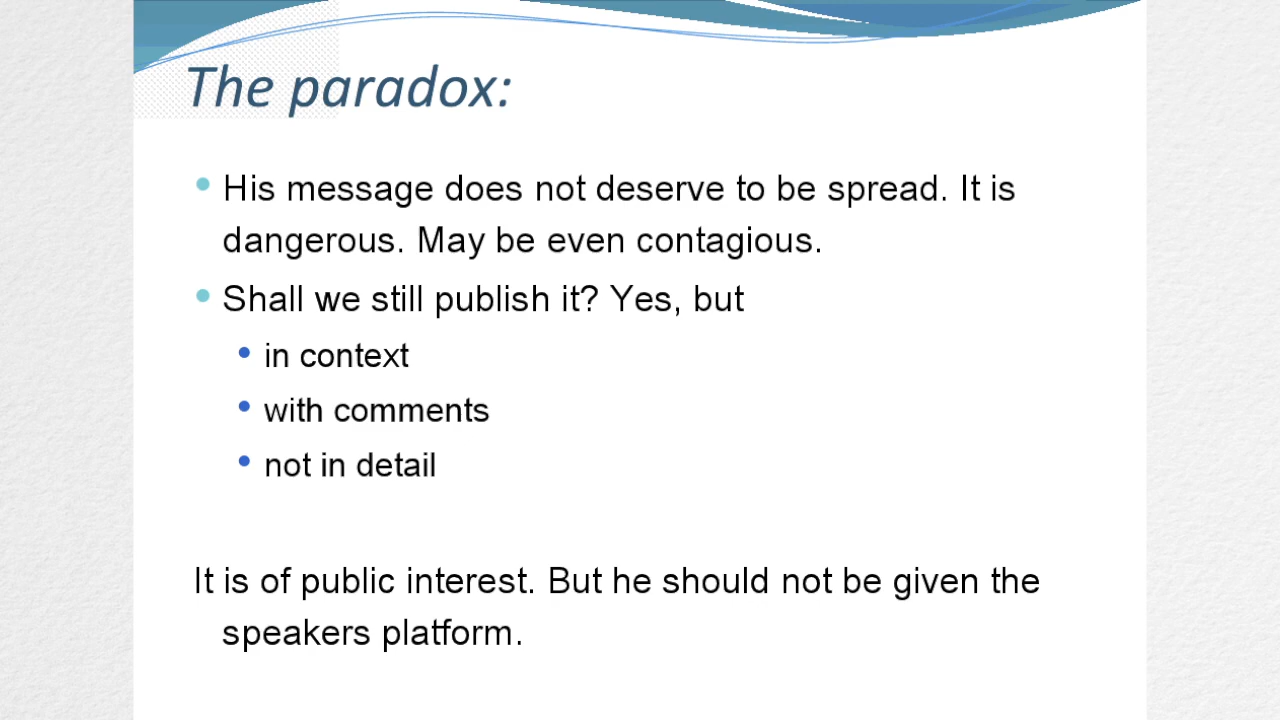 The paradox:
His message does not deserve to be spread. It is
dangerous. May be even contagious.
Shall we still publish it? Yes, but
in context
with comments
not in detail
It is of public interest. But he should not be given the
speakers platform.